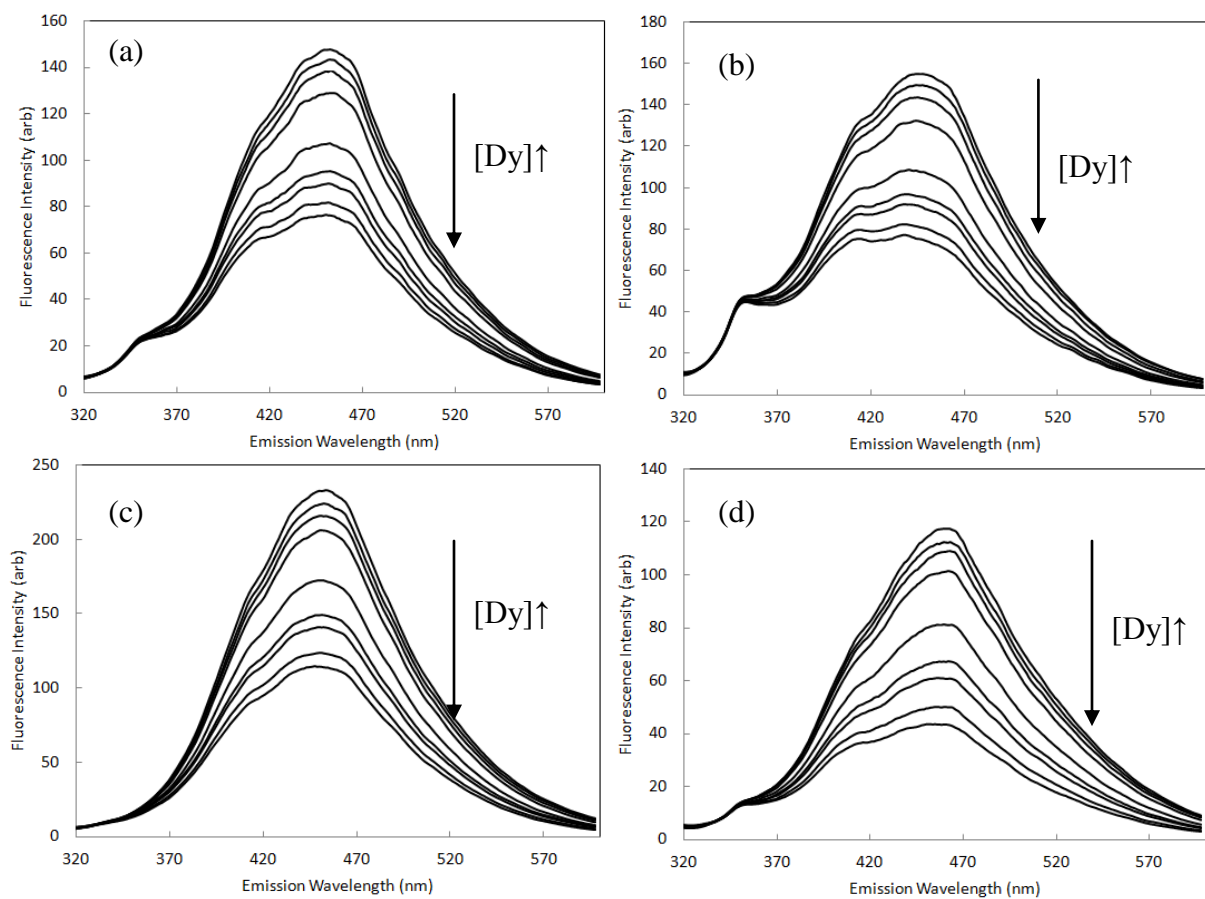 (a)
Fluorescence Intensity (arb)
160
140
120
100
80
60
40
20
0
[Dy]↑
320 370 420 470 520 570
Emission Wavelength (nm)
(b)
Fluorescence Intensity (arb)
180
160
140
120
100
80
60
40
20
0
[Dy]↑
320 370 420 470 520 570
Emission Wavelength (nm)
(c)
Fluorescence Intensity (arb)
250
200
150
100
50
0
[Dy]↑
320 370 420 470 520 570
Emission Wavelength (nm)
(d)
Fluorescence Intensity (arb)
140
120
100
80
60
40
20
0
[Dy]↑
320 370 420 470 520 570
Emission Wavelength (nm)